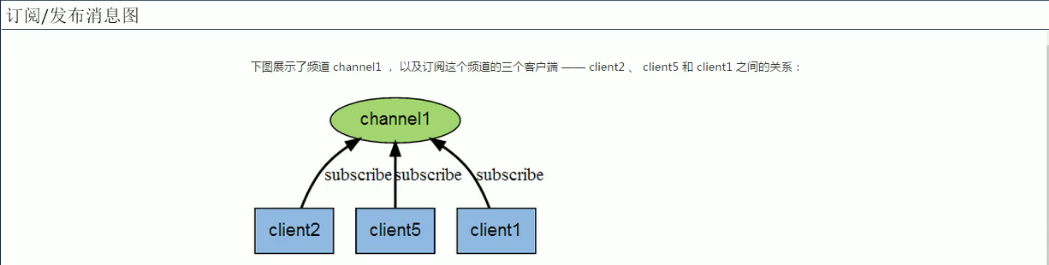 订阅/发布消息图
下图展示了频道 channel1 ， 以及订阅这个频道的三个客户端 —— client2 、 client5 和 client1 之间的关系：
channel1
subscribe subscribe subscribe
client2 client5 client1